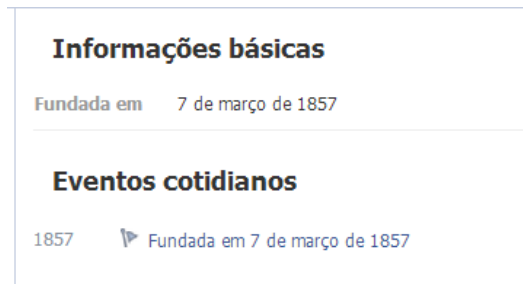 Informações básicas
Fundada em 7 de março de 1857
Eventos cotidianos
1857 Fundada em 7 de março de 1857